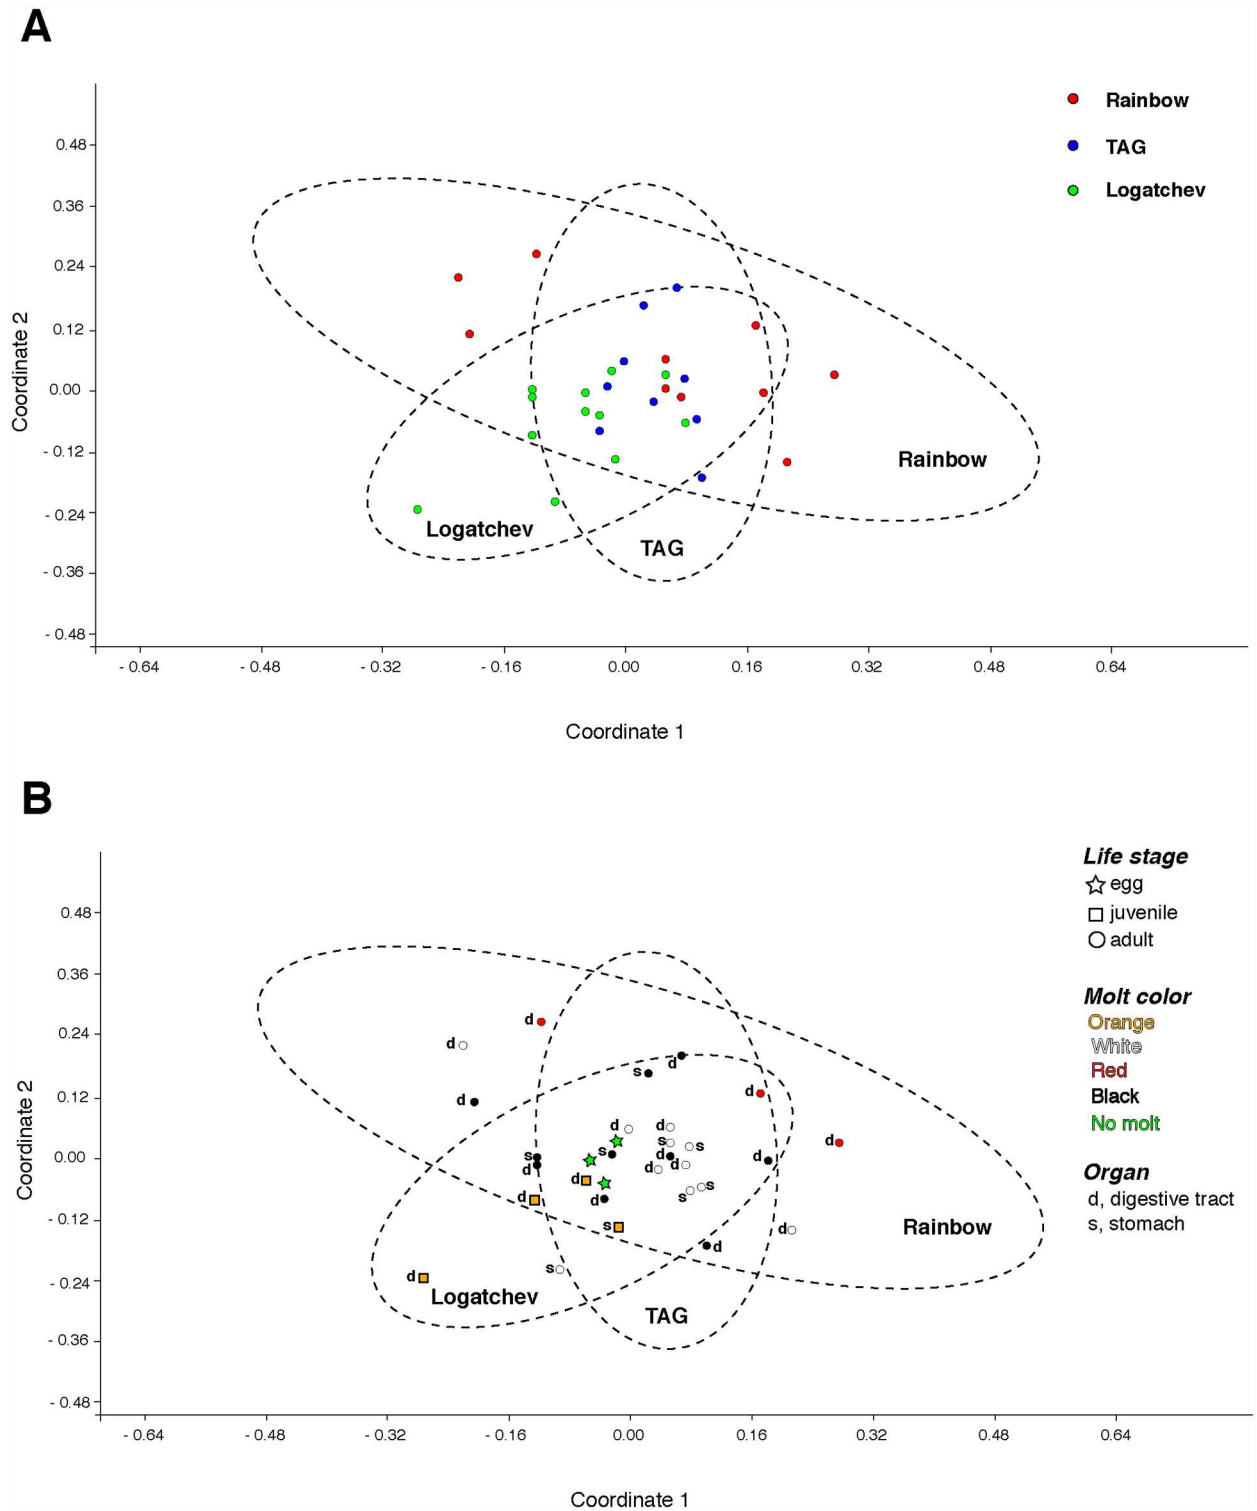 A
Rainbow
TAG
Logatchev
0.48
0.36
0.24
0.12
0.00
- 0.12
- 0.24
- 0.36
- 0.48
Coordinate 2
Rainbow
Logatchev
TAG
- 0.64
- 0.48
- 0.32
- 0.16
0.00
0.16
0.32
0.48
0.64
Coordinate 1
B
Life stage
egg
juvenile
adult
Molt color
Orange
White
Red
Black
No molt
Organ
d, digestive tract
s, stomach
0.48
0.36
0.24
0.12
0.00
- 0.12
- 0.24
- 0.36
- 0.48
Coordinate 2
d
d
d
s
d
d
d
d
d
s
s
s
d
s
d
d
d
d
s
d
d
d
s
s
d
s
d
d
s
d
Rainbow
Logatchev
TAG
- 0.64
- 0.48
- 0.32
- 0.16
0.00
0.16
0.32
0.48
0.64
Coordinate 1